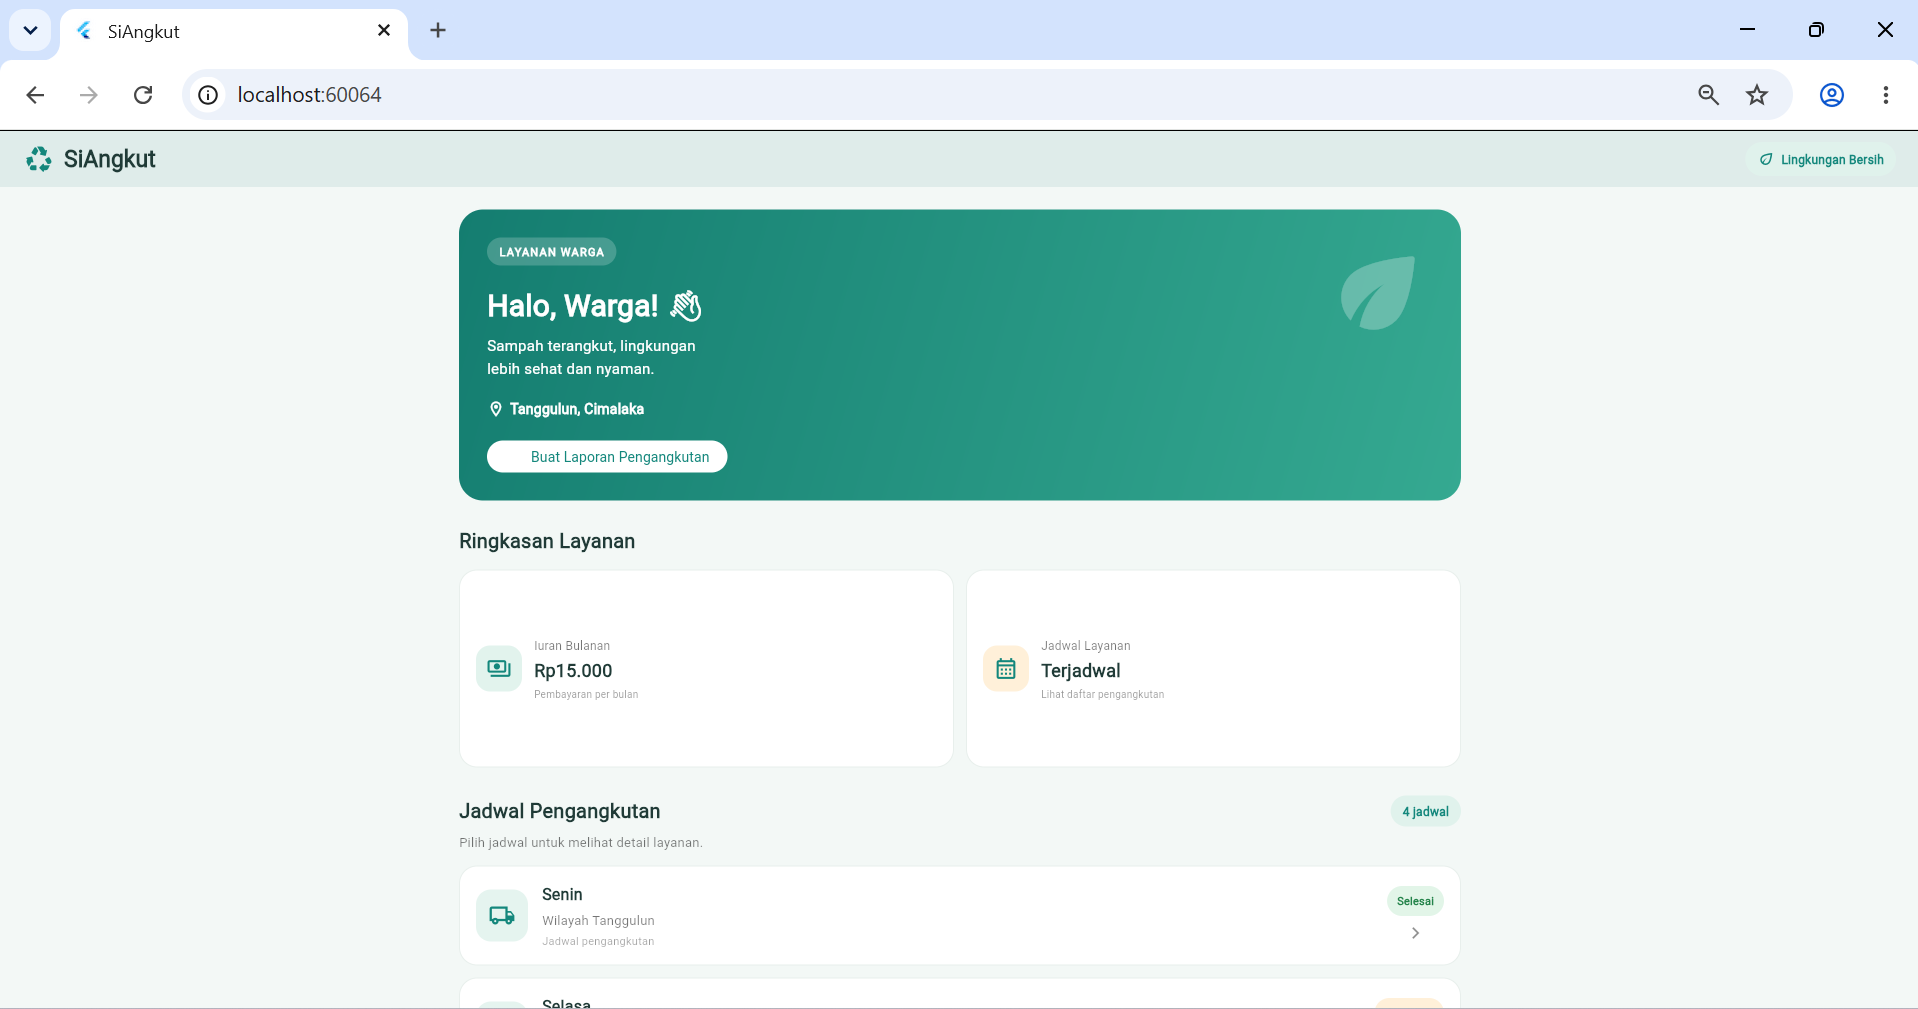 SiAngkut
localhost:60064
SiAngkut
Lingkungan Bersih
LAYANAN WARGA
Halo, Warga! 👋
Sampah terangkut, lingkungan
lebih sehat dan nyaman.
Tanggulun, Cimalaka
Buat Laporan Pengangkutan
Ringkasan Layanan
Iuran Bulanan
Rp15.000
Pembayaran per bulan
Jadwal Layanan
Terjadwal
Lihat daftar pengangkutan
Jadwal Pengangkutan
4 jadwal
Pilih jadwal untuk melihat detail layanan.
Senin
Wilayah Tanggulun
Jadwal pengangkutan
Selesai
Selasa